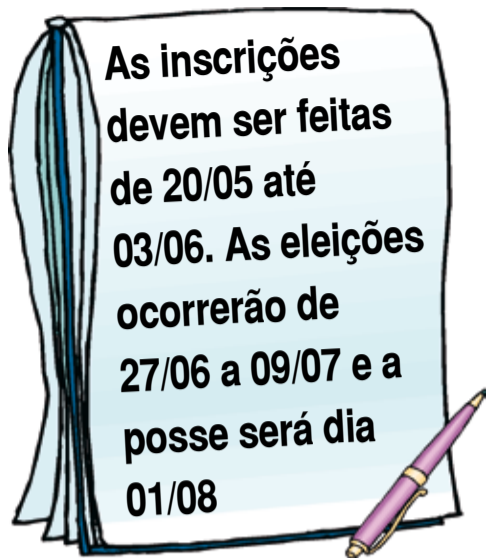 As inscrições
devem ser feitas
de 20/05 até
03/06. As eleições
ocorrerão de
27/06 a 09/07 e a
posse será dia
01/08